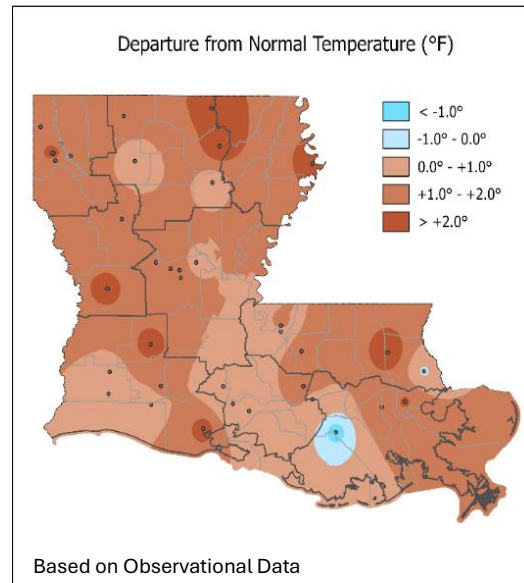 Departure from Normal Temperature (°F)
< -1.0°
-1.0° - 0.0°
0.0° - +1.0°
+1.0° - +2.0°
> +2.0°
Based on Observational Data